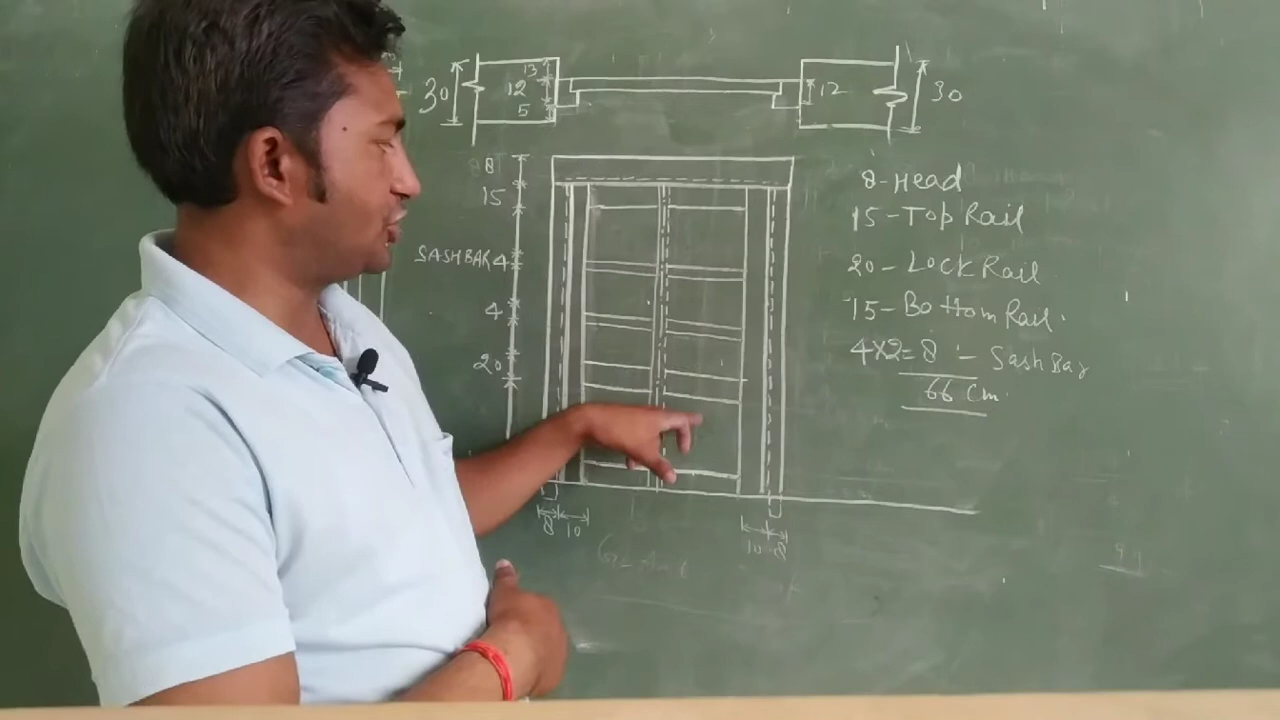 30 13 12 5 12 30
8
15
SASHBAR 4
4
20
8 10 10 8
8-Head
15-Top Rail
20-Lock Rail
15-Bottom Rail.
4X2=8 - Sash Bar
66 Cm.